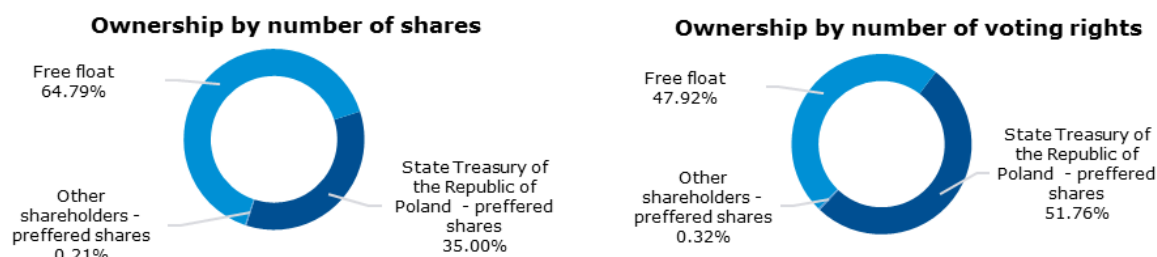 Ownership by number of shares
Free float
64.79%
Other
shareholders -
preffered shares
0.21%
State Treasury of
the Republic of
Poland - preffered
shares
35.00%
Ownership by number of voting rights
Free float
47.92%
Other
shareholders -
preffered shares
0.32%
State Treasury of
the Republic of
Poland - preffered
shares
51.76%